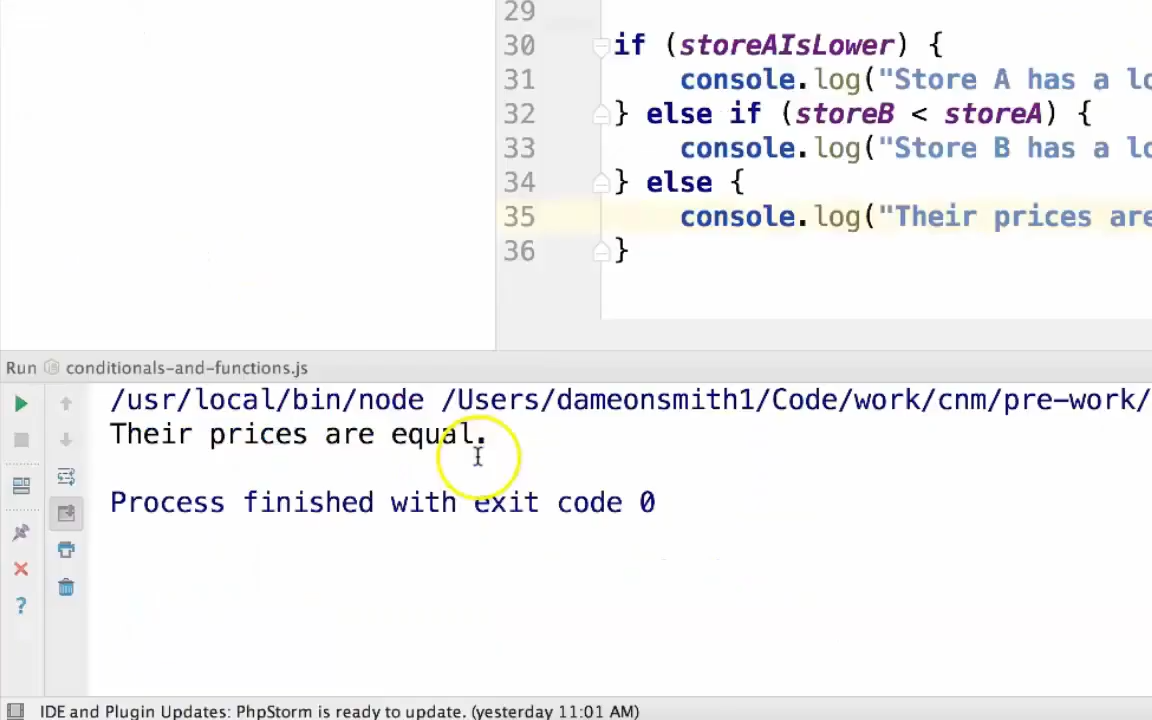 29
30 if (storeAIsLower) {
31 console.log("Store A has a lo
32 } else if (storeB < storeA) {
33 console.log("Store B has a lo
34 } else {
35 console.log("Their prices are
36 }
Run conditionals-and-functions.js
/usr/local/bin/node /Users/dameonsmith1/Code/work/cnm/pre-work/
Their prices are equal.
Process finished with exit code 0
?
IDE and Plugin Updates: PhpStorm is ready to update. (yesterday 11:01 AM)